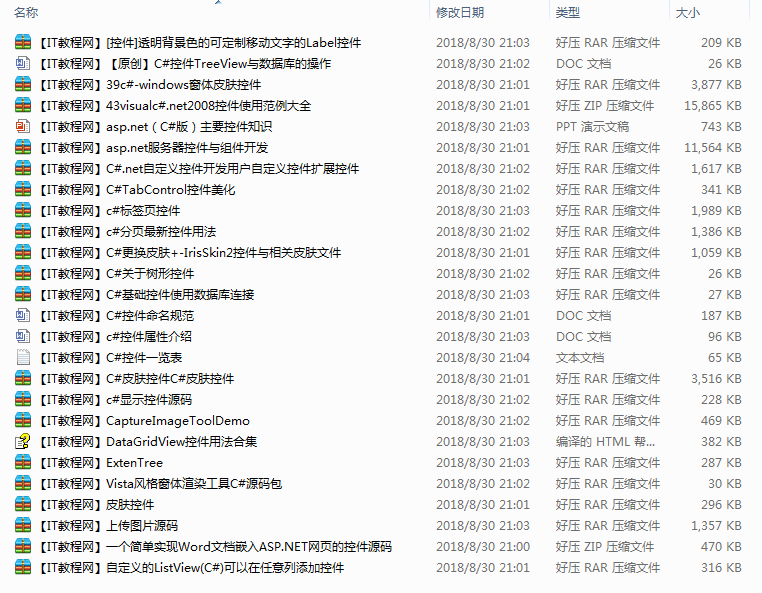 名称 修改日期 类型 大小
【IT教程网】[控件]透明背景色的可定制移动文字的Label控件 2018/8/30 21:03 好压 RAR 压缩文件 209 KB
【IT教程网】【原创】C#控件TreeView与数据库的操作 2018/8/30 21:02 DOC 文档 26 KB
【IT教程网】39c#-windows窗体皮肤控件 2018/8/30 21:01 好压 RAR 压缩文件 3,877 KB
【IT教程网】43visualc#.net2008控件使用范例大全 2018/8/30 21:01 好压 ZIP 压缩文件 15,865 KB
【IT教程网】asp.net（C#版）主要控件知识 2018/8/30 21:03 PPT 演示文稿 743 KB
【IT教程网】asp.net服务器控件与组件开发 2018/8/30 21:01 好压 RAR 压缩文件 11,564 KB
【IT教程网】C#.net自定义控件开发用户自定义控件扩展控件 2018/8/30 21:02 好压 RAR 压缩文件 1,617 KB
【IT教程网】C#TabControl控件美化 2018/8/30 21:02 好压 RAR 压缩文件 341 KB
【IT教程网】c#标签页控件 2018/8/30 21:03 好压 RAR 压缩文件 1,989 KB
【IT教程网】c#分页最新控件用法 2018/8/30 21:02 好压 RAR 压缩文件 1,386 KB
【IT教程网】C#更换皮肤+-IrisSkin2控件与相关皮肤文件 2018/8/30 21:01 好压 RAR 压缩文件 1,059 KB
【IT教程网】C#关于树形控件 2018/8/30 21:02 好压 RAR 压缩文件 26 KB
【IT教程网】C#基础控件使用数据库连接 2018/8/30 21:03 好压 RAR 压缩文件 27 KB
【IT教程网】C#控件命名规范 2018/8/30 21:01 DOC 文档 187 KB
【IT教程网】c#控件属性介绍 2018/8/30 21:03 DOC 文档 96 KB
【IT教程网】C#控件一览表 2018/8/30 21:04 文本文档 65 KB
【IT教程网】C#皮肤控件C#皮肤控件 2018/8/30 21:01 好压 RAR 压缩文件 3,516 KB
【IT教程网】c#显示控件源码 2018/8/30 21:02 好压 RAR 压缩文件 228 KB
【IT教程网】CaptureImageToolDemo 2018/8/30 21:02 好压 RAR 压缩文件 469 KB
【IT教程网】DataGridView控件用法合集 2018/8/30 21:03 编译的 HTML 帮... 382 KB
【IT教程网】ExtenTree 2018/8/30 21:03 好压 RAR 压缩文件 287 KB
【IT教程网】Vista风格窗体渲染工具C#源码包 2018/8/30 21:02 好压 RAR 压缩文件 30 KB
【IT教程网】皮肤控件 2018/8/30 21:01 好压 RAR 压缩文件 296 KB
【IT教程网】上传图片源码 2018/8/30 21:03 好压 RAR 压缩文件 1,357 KB
【IT教程网】一个简单实现Word文档嵌入ASP.NET网页的控件源码 2018/8/30 21:00 好压 ZIP 压缩文件 470 KB
【IT教程网】自定义的ListView(C#)可以在任意列添加控件 2018/8/30 21:01 好压 RAR 压缩文件 316 KB